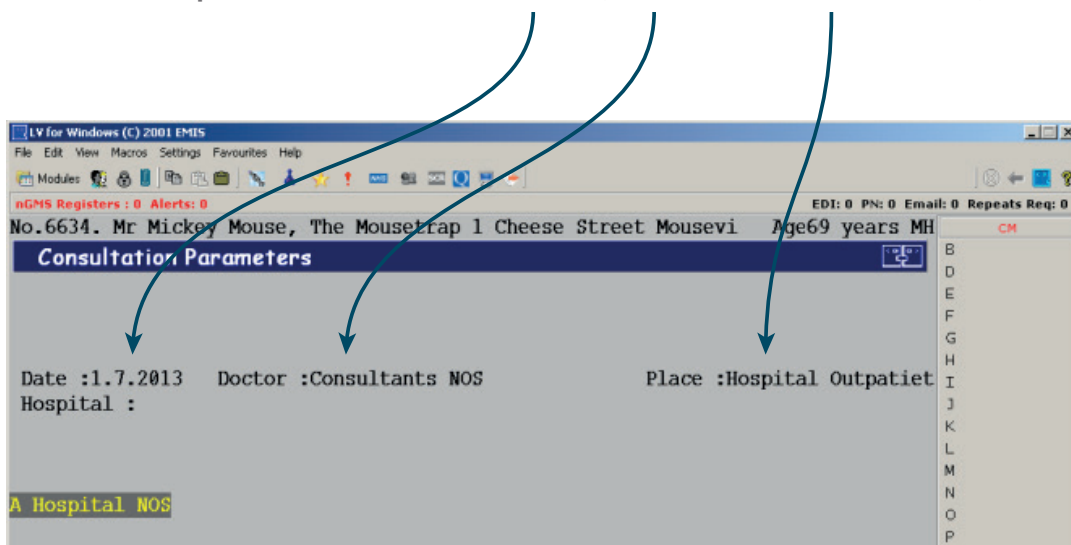 LV for Windows (C) 2001 EMIS
File Edit View Macros Settings Favourites Help
Modules
nGMS Registers : 0 Alerts: 0 EDI: 0 PN: 0 Email: 0 Repeats Req: 0
No.6634. Mr Mickey Mouse, The Mousetrap 1 Cheese Street Mousevi Age69 years MH
CM
Consultation Parameters
B
D
E
F
G
H
Date :1.7.2013 Doctor :Consultants NOS Place :Hospital Outpatiet
I
Hospital :
J
K
L
M
A Hospital NOS
N
O
P